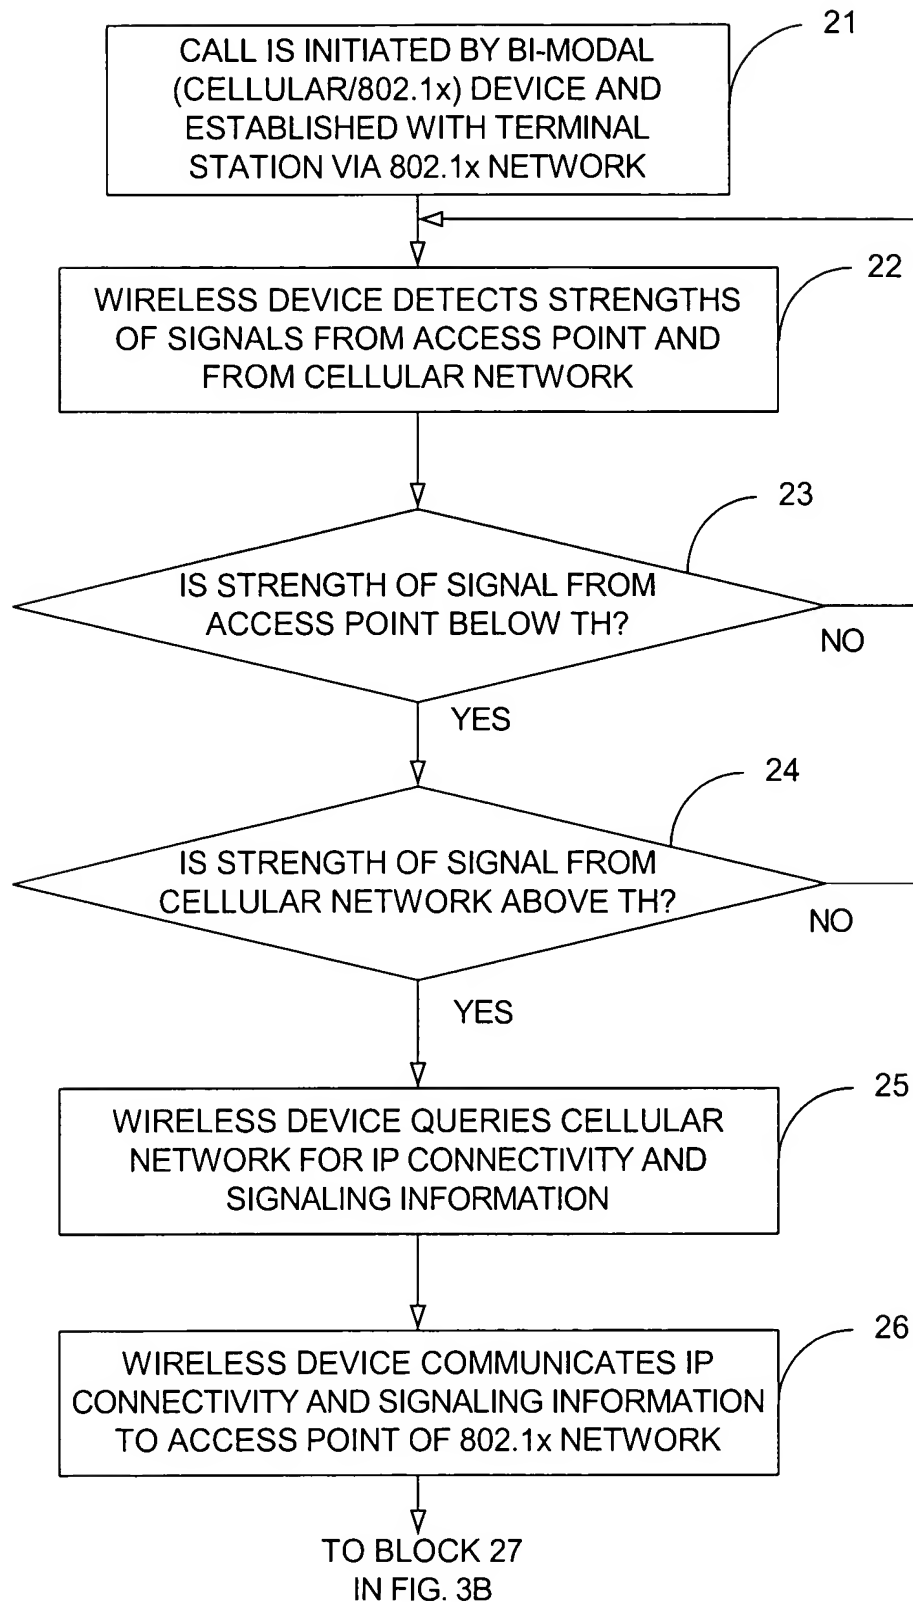 21
CALL IS INITIATED BY BI-MODAL
(CELLULAR/802.1x) DEVICE AND
ESTABLISHED WITH TERMINAL
STATION VIA 802.1x NETWORK
22
WIRELESS DEVICE DETECTS STRENGTHS
OF SIGNALS FROM ACCESS POINT AND
FROM CELLULAR NETWORK
23
IS STRENGTH OF SIGNAL FROM
ACCESS POINT BELOW TH?
NO
YES
24
IS STRENGTH OF SIGNAL FROM
CELLULAR NETWORK ABOVE TH?
NO
YES
25
WIRELESS DEVICE QUERIES CELLULAR
NETWORK FOR IP CONNECTIVITY AND
SIGNALING INFORMATION
26
WIRELESS DEVICE COMMUNICATES IP
CONNECTIVITY AND SIGNALING INFORMATION
TO ACCESS POINT OF 802.1x NETWORK
TO BLOCK 27
IN FIG. 3B